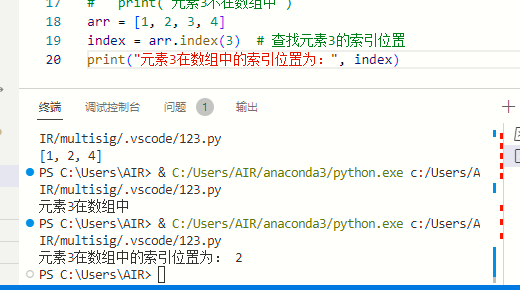 17 #   print("元素3不在数组中")
18 arr = [1, 2, 3, 4]
19 index = arr.index(3)  # 查找元素3的索引位置
20 print("元素3在数组中的索引位置为：", index)
终端 调试控制台 问题 1 输出
IR/multisig/.vscode/123.py
[1, 2, 4]
PS C:\Users\AIR> & C:/Users/AIR/anaconda3/python.exe c:/Users/A
IR/multisig/.vscode/123.py
元素3在数组中
PS C:\Users\AIR> & C:/Users/AIR/anaconda3/python.exe c:/Users/A
IR/multisig/.vscode/123.py
元素3在数组中的索引位置为： 2
PS C:\Users\AIR>